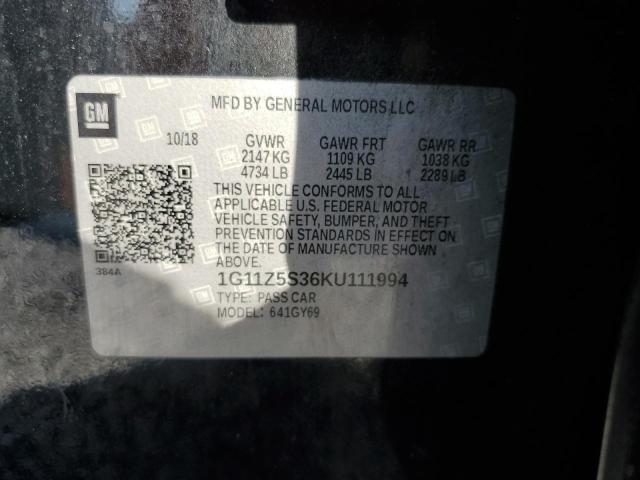 GM
MFD BY GENERAL MOTORS LLC
10/18 GVWR GAWR FRT GAWR RR
2147 KG 1109 KG 1038 KG
4734 LB 2445 LB 2289 LB
THIS VEHICLE CONFORMS TO ALL
APPLICABLE U.S. FEDERAL MOTOR
VEHICLE SAFETY, BUMPER, AND THEFT
PREVENTION STANDARDS IN EFFECT ON
THE DATE OF MANUFACTURE SHOWN
ABOVE.
384A
1G11Z5S36KU111994
TYPE: PASS CAR
MODEL: 641GY69